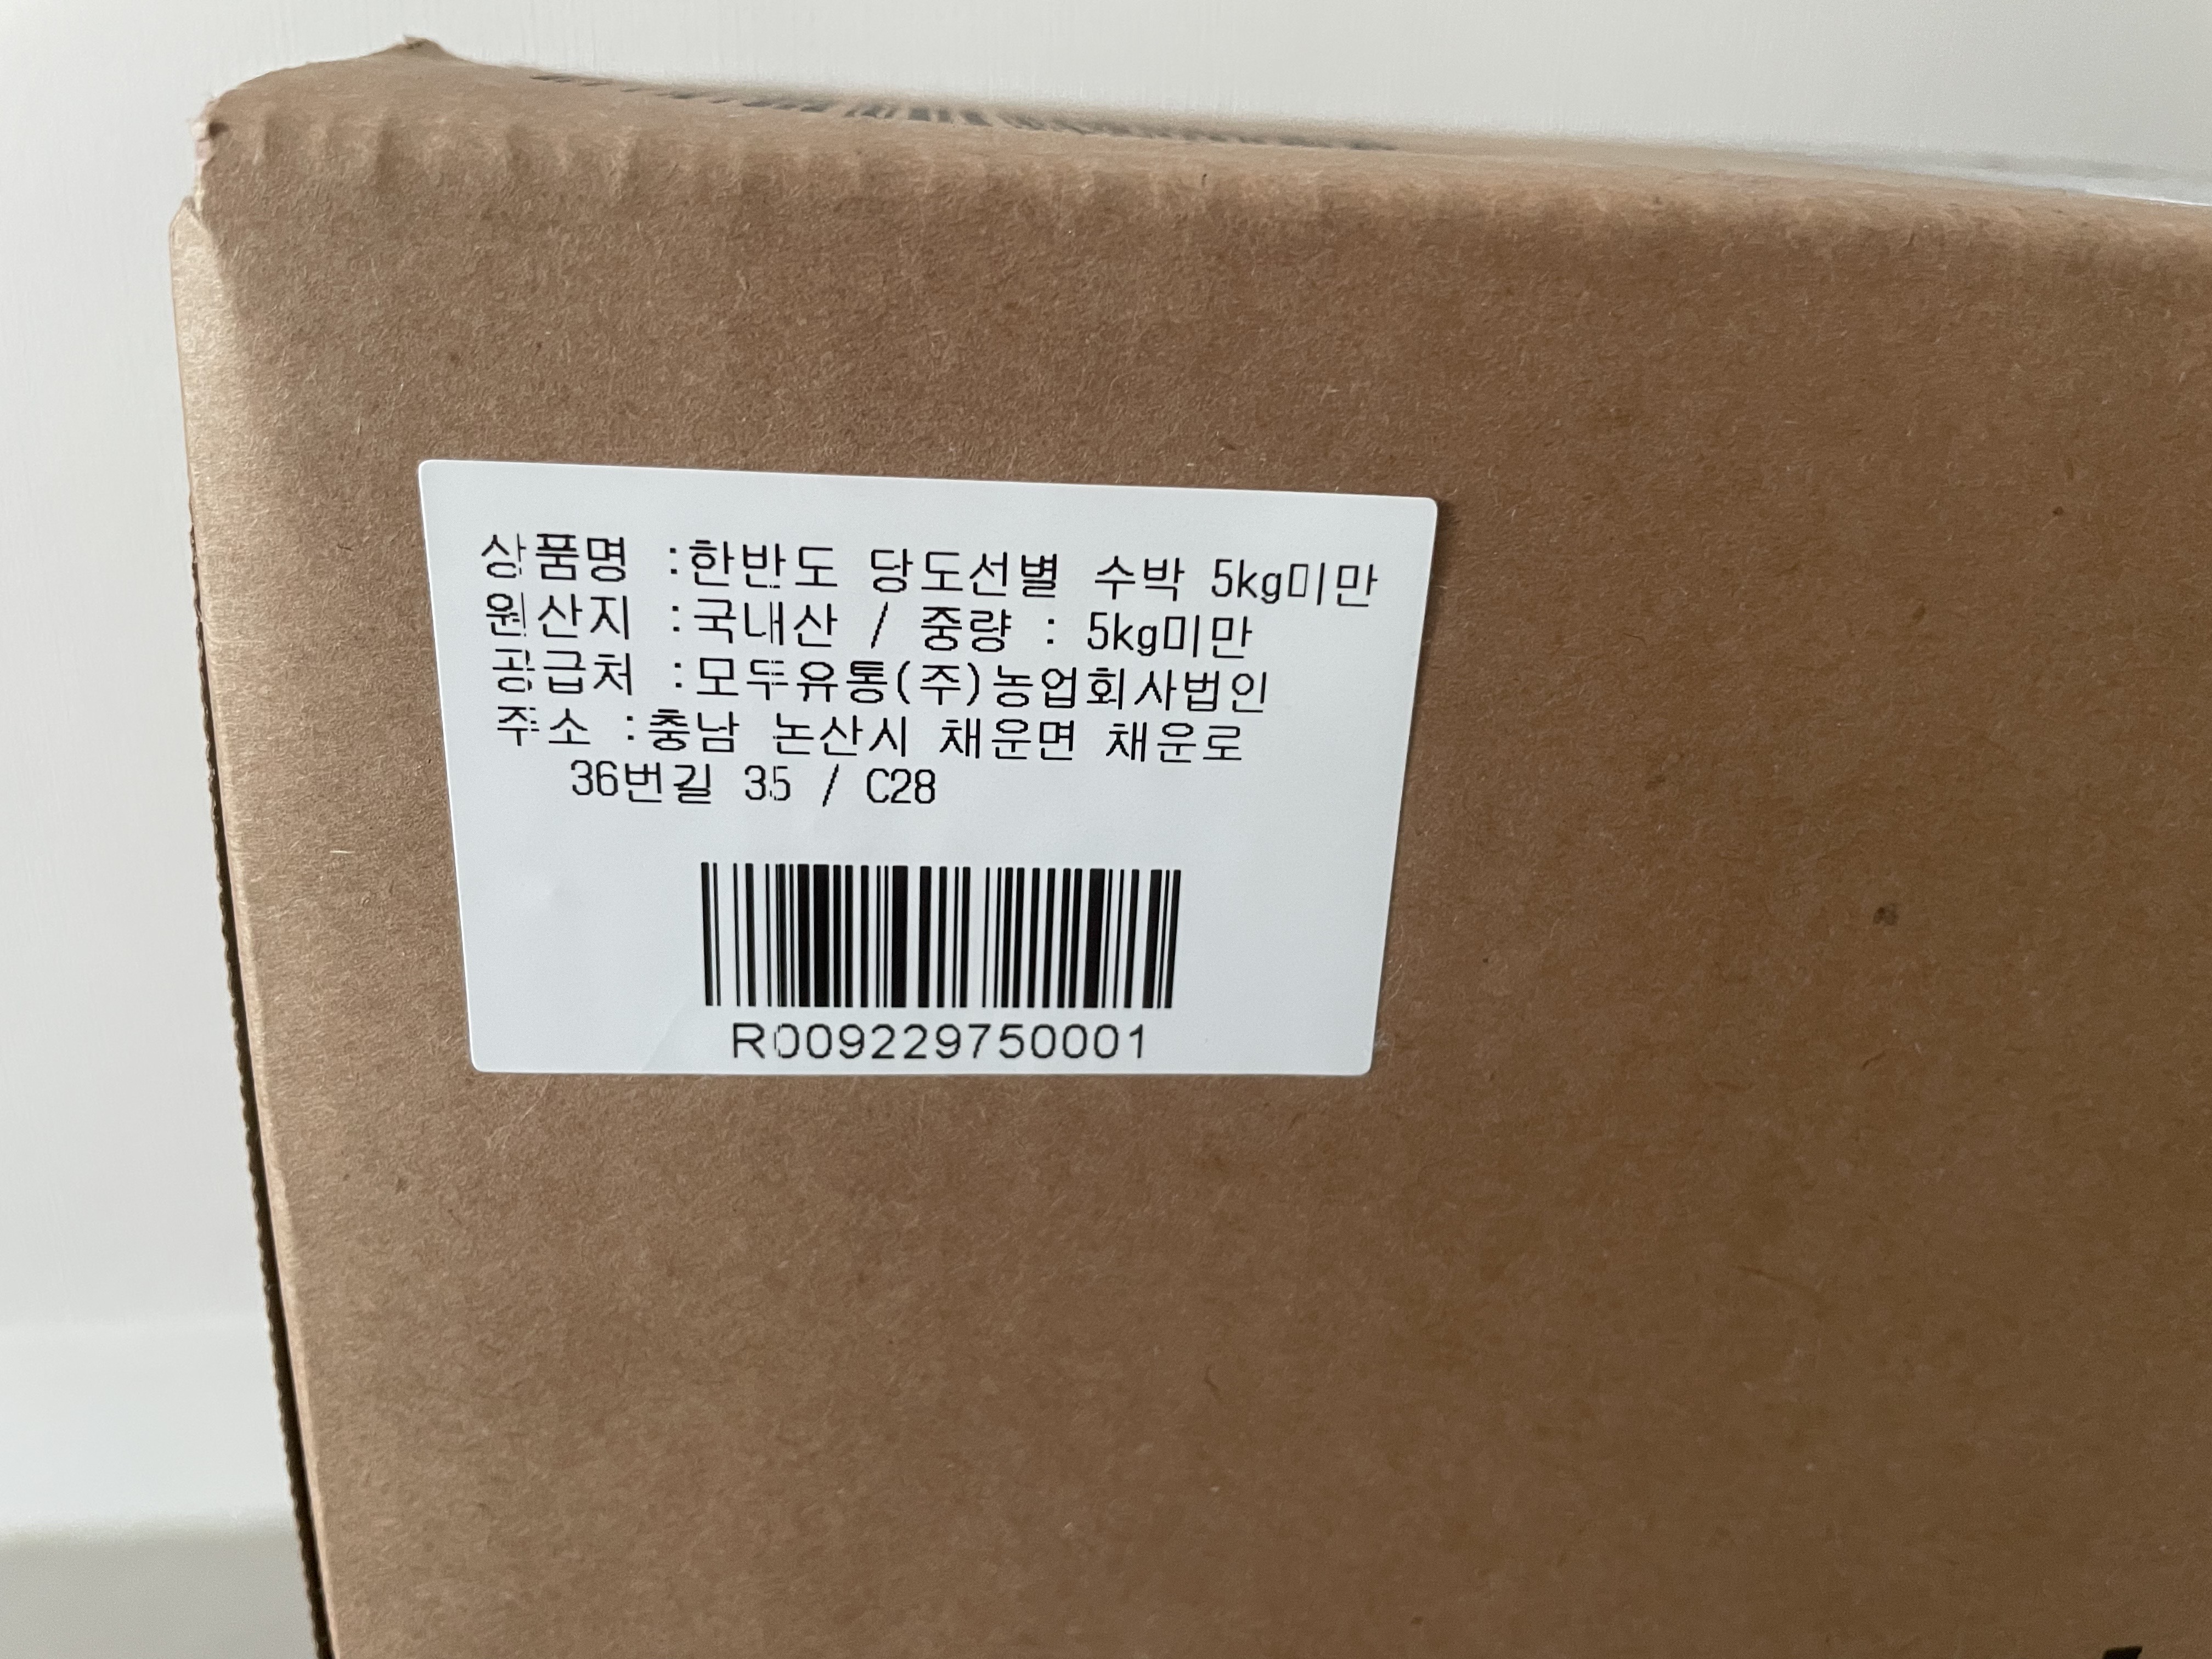 상품명 :한반도 당도선별 수박 5kg미만
원산지 :국내산 / 중량 : 5kg미만
공급처 :모두유통(주)농업회사법인
주소 :충남 논산시 채운면 채운로
36번길 35 / C28
R009229750001